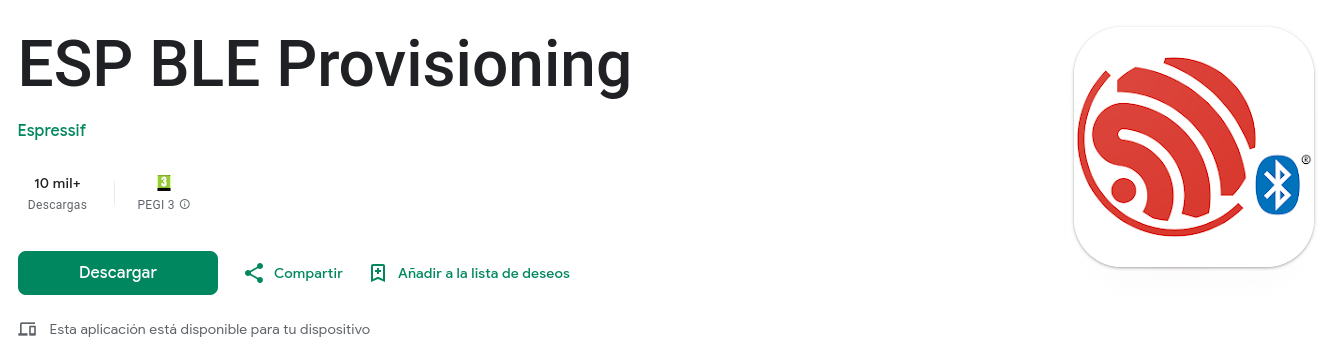 ESP BLE Provisioning
Espressif
10 mil+
Descargas
3
PEGI 3
Descargar
Compartir
Añadir a la lista de deseos
Esta aplicación está disponible para tu dispositivo
®